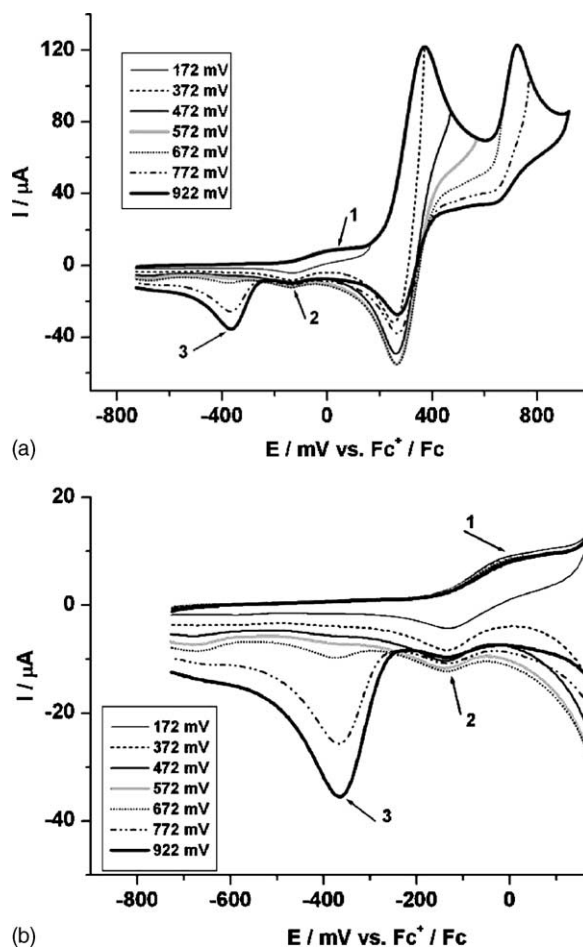 120
80
40
0
-40
I / µA
172 mV
372 mV
472 mV
572 mV
672 mV
772 mV
922 mV
1
2
3
-800
-400
0
400
800
(a)
E / mV vs. Fc+ / Fc
20
10
0
-10
-20
-40
I / µA
1
2
3
172 mV
372 mV
472 mV
572 mV
672 mV
772 mV
922 mV
-800
-600
-400
-200
0
(b)
E / mV vs. Fc+ / Fc